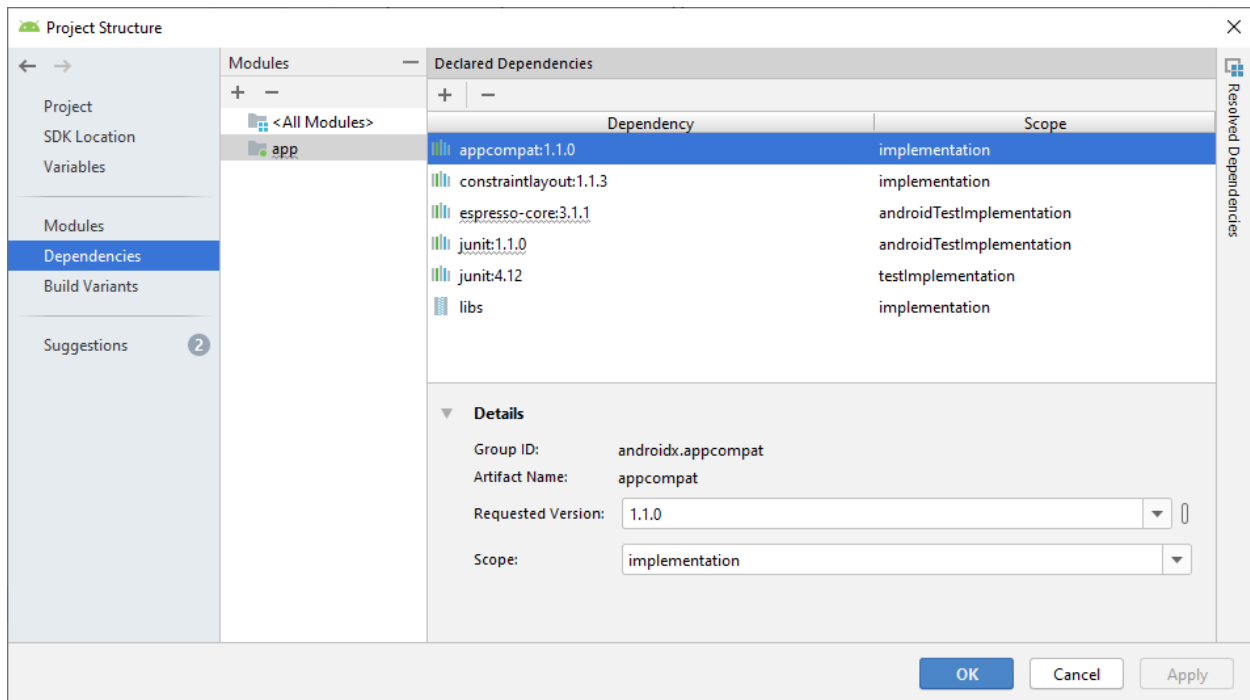 Project Structure
Project
SDK Location
Variables
Modules
Dependencies
Build Variants
Suggestions 2
Modules
<All Modules>
app
Declared Dependencies
Dependency Scope
appcompat:1.1.0 implementation
constraintlayout:1.1.3 implementation
espresso-core:3.1.1 androidTestImplementation
junit:1.1.0 androidTestImplementation
junit:4.12 testImplementation
libs implementation
Details
Group ID: androidx.appcompat
Artifact Name: appcompat
Requested Version: 1.1.0
Scope: implementation
Resolved Dependencies
OK Cancel Apply